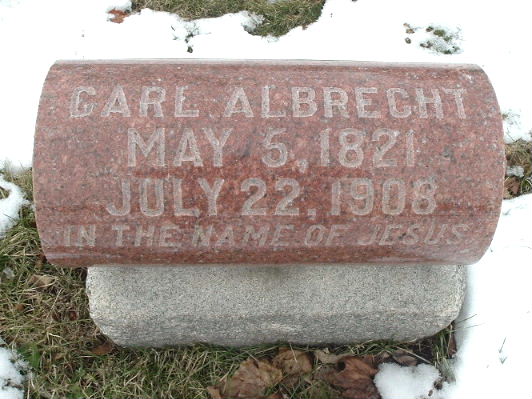 CARL ALBRECHT
MAY 5, 1821
JULY 22, 1908
IN THE NAME OF JESUS